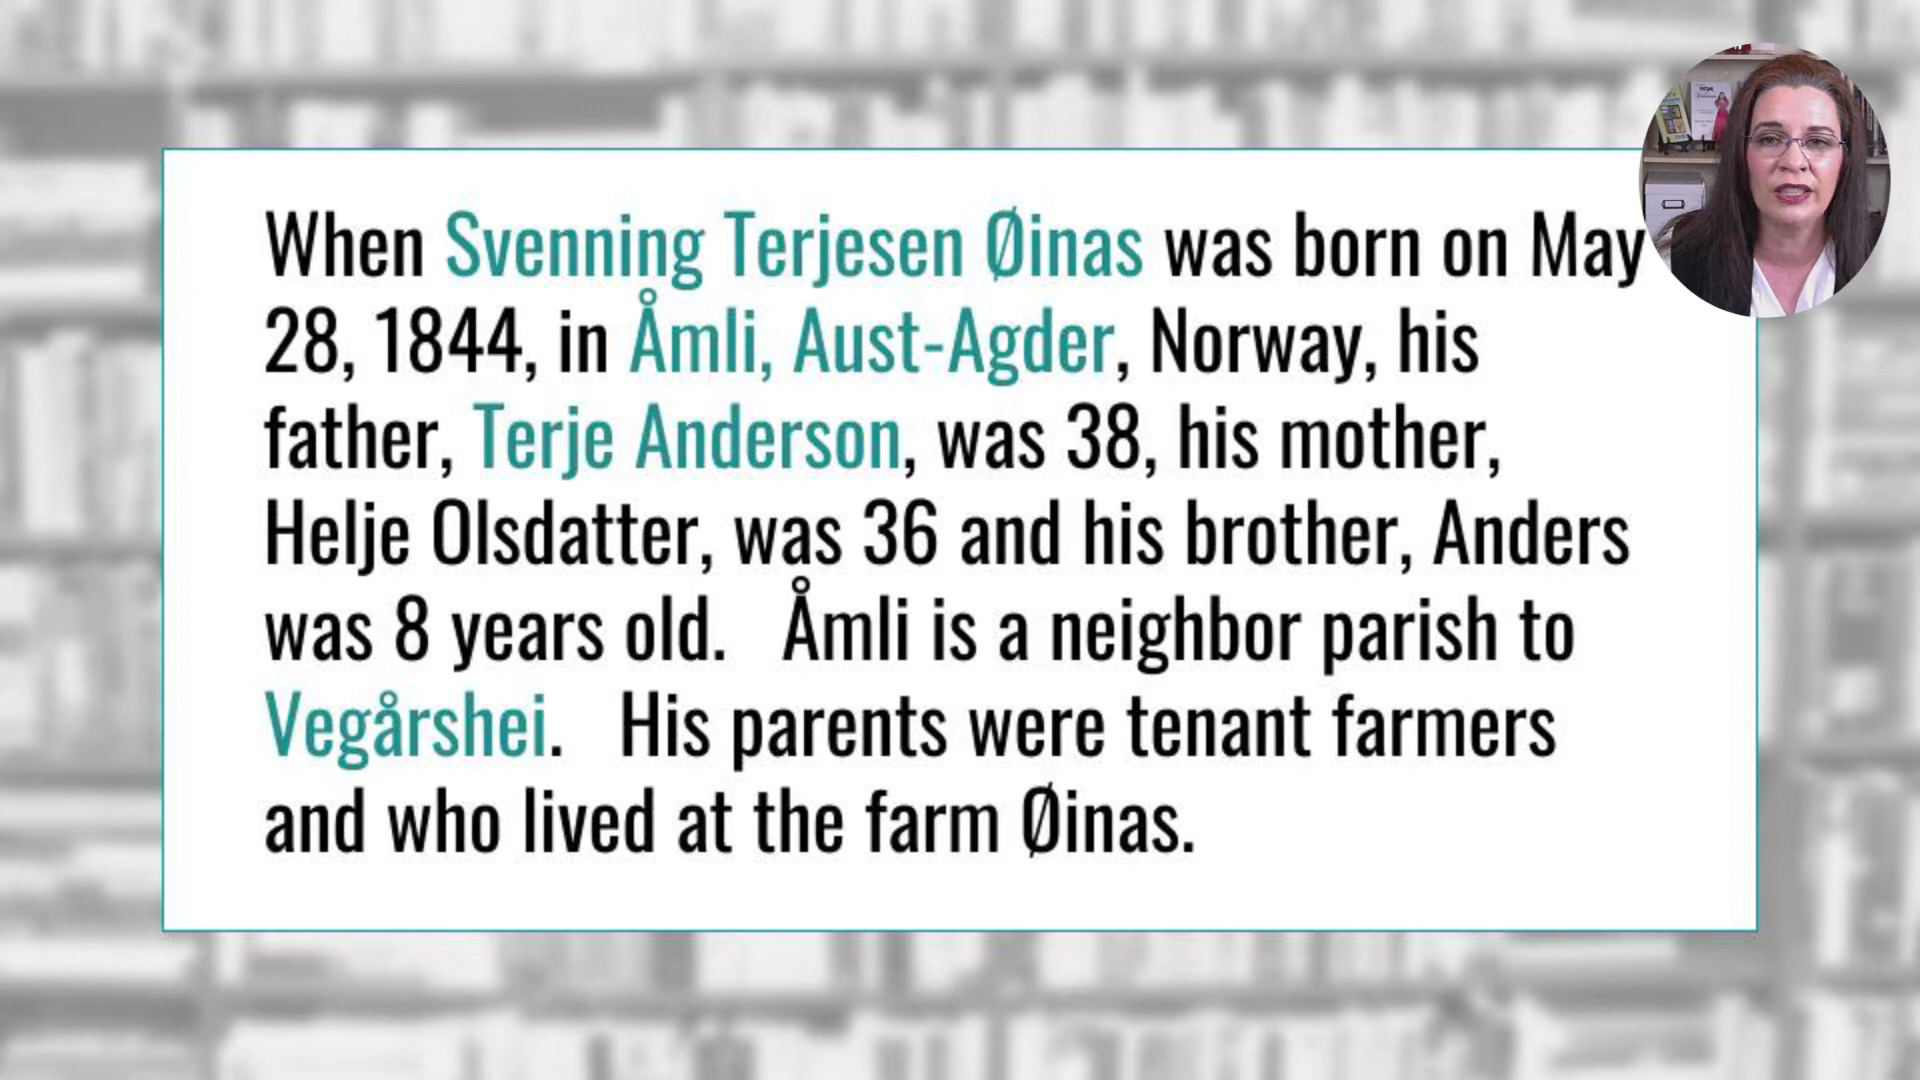 When Svenning Terjesen Øinas was born on May
28, 1844, in Åmli, Aust-Agder, Norway, his
father, Terje Anderson, was 38, his mother,
Helje Olsdatter, was 36 and his brother, Anders
was 8 years old.   Åmli is a neighbor parish to
Vegårshei.   His parents were tenant farmers
and who lived at the farm Øinas.